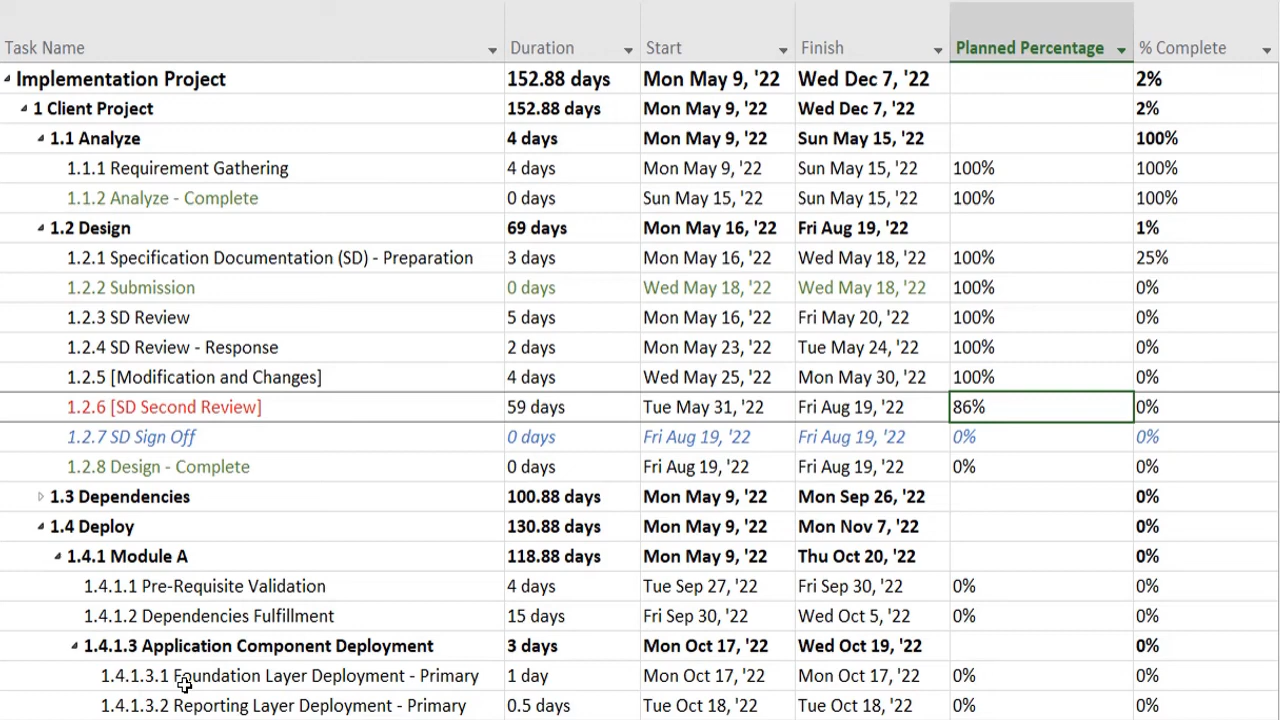 Task Name Duration Start Finish Planned Percentage % Complete
Implementation Project 152.88 days Mon May 9, '22 Wed Dec 7, '22 2%
1 Client Project 152.88 days Mon May 9, '22 Wed Dec 7, '22 2%
1.1 Analyze 4 days Mon May 9, '22 Sun May 15, '22 100%
1.1.1 Requirement Gathering 4 days Mon May 9, '22 Sun May 15, '22 100% 100%
1.1.2 Analyze - Complete 0 days Sun May 15, '22 Sun May 15, '22 100% 100%
1.2 Design 69 days Mon May 16, '22 Fri Aug 19, '22 1%
1.2.1 Specification Documentation (SD) - Preparation 3 days Mon May 16, '22 Wed May 18, '22 100% 25%
1.2.2 Submission 0 days Wed May 18, '22 Wed May 18, '22 100% 0%
1.2.3 SD Review 5 days Mon May 16, '22 Fri May 20, '22 100% 0%
1.2.4 SD Review - Response 2 days Mon May 23, '22 Tue May 24, '22 100% 0%
1.2.5 [Modification and Changes] 4 days Wed May 25, '22 Mon May 30, '22 100% 0%
1.2.6 [SD Second Review] 59 days Tue May 31, '22 Fri Aug 19, '22 86% 0%
1.2.7 SD Sign Off 0 days Fri Aug 19, '22 Fri Aug 19, '22 0% 0%
1.2.8 Design - Complete 0 days Fri Aug 19, '22 Fri Aug 19, '22 0% 0%
1.3 Dependencies 100.88 days Mon May 9, '22 Mon Sep 26, '22 0%
1.4 Deploy 130.88 days Mon May 9, '22 Mon Nov 7, '22 0%
1.4.1 Module A 118.88 days Mon May 9, '22 Thu Oct 20, '22 0%
1.4.1.1 Pre-Requisite Validation 4 days Tue Sep 27, '22 Fri Sep 30, '22 0% 0%
1.4.1.2 Dependencies Fulfillment 15 days Fri Sep 30, '22 Wed Oct 5, '22 0% 0%
1.4.1.3 Application Component Deployment 3 days Mon Oct 17, '22 Wed Oct 19, '22 0%
1.4.1.3.1 Foundation Layer Deployment - Primary 1 day Mon Oct 17, '22 Mon Oct 17, '22 0% 0%
1.4.1.3.2 Reporting Layer Deployment - Primary 0.5 days Tue Oct 18, '22 Tue Oct 18, '22 0% 0%